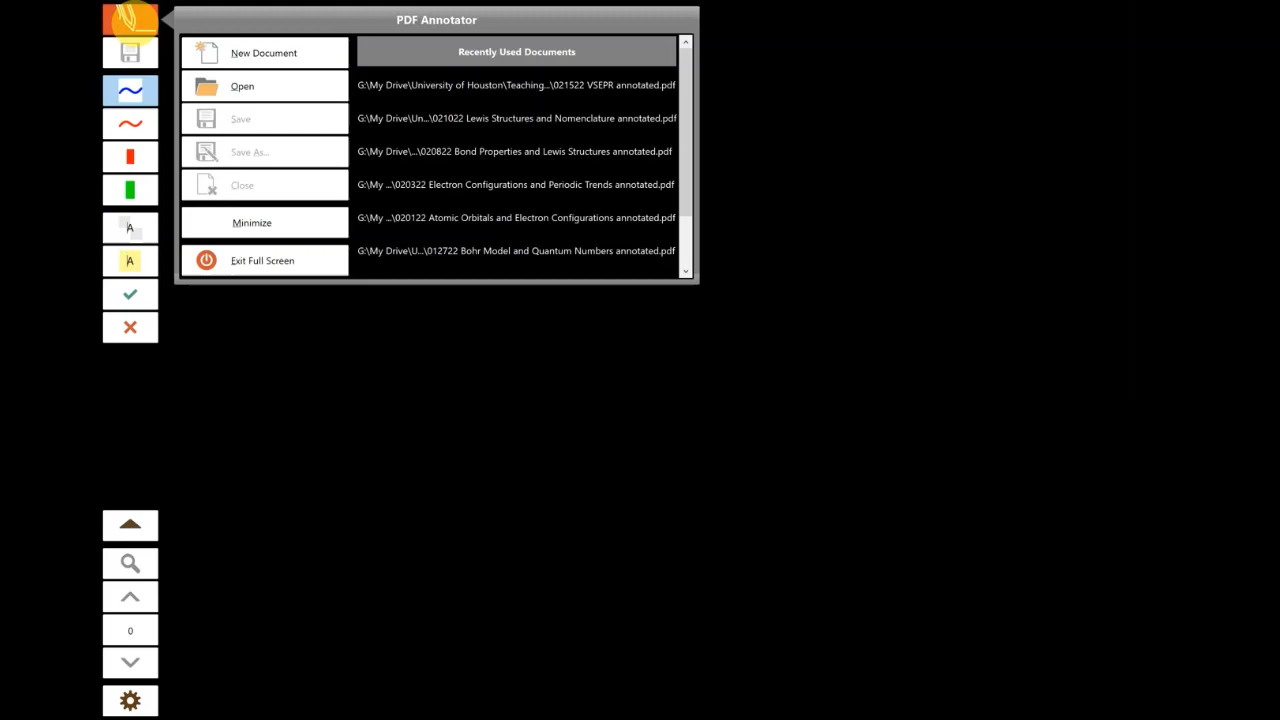 PDF Annotator
New Document
Open
Save
Save As...
Close
Minimize
Exit Full Screen
Recently Used Documents
G:\My Drive\University of Houston\Teaching...\021522 VSEPR annotated.pdf
G:\My Drive\Un...\021022 Lewis Structures and Nomenclature annotated.pdf
G:\My Drive\...\020822 Bond Properties and Lewis Structures annotated.pdf
G:\My ...\020322 Electron Configurations and Periodic Trends annotated.pdf
G:\My ...\020122 Atomic Orbitals and Electron Configurations annotated.pdf
G:\My Drive\U...\012722 Bohr Model and Quantum Numbers annotated.pdf
A
A
0